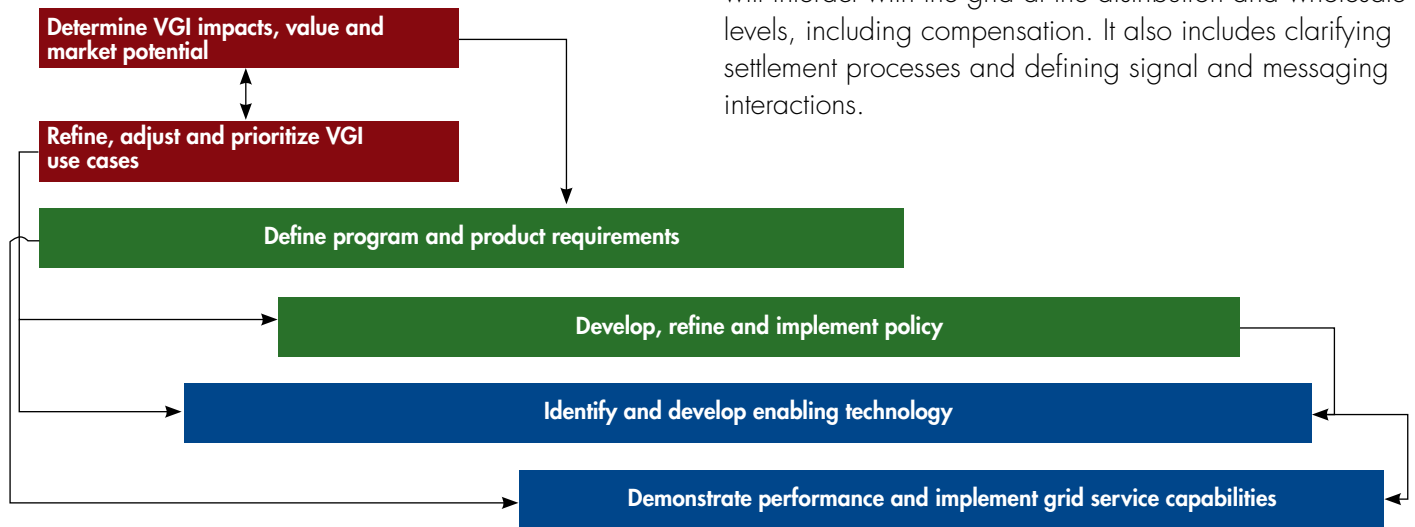 levels, including compensation. It also includes clarifying
settlement processes and defining signal and messaging
interactions.
Determine VGI impacts, value and
market potential
Refine, adjust and prioritize VGI
use cases
Define program and product requirements
Develop, refine and implement policy
Identify and develop enabling technology
Demonstrate performance and implement grid service capabilities